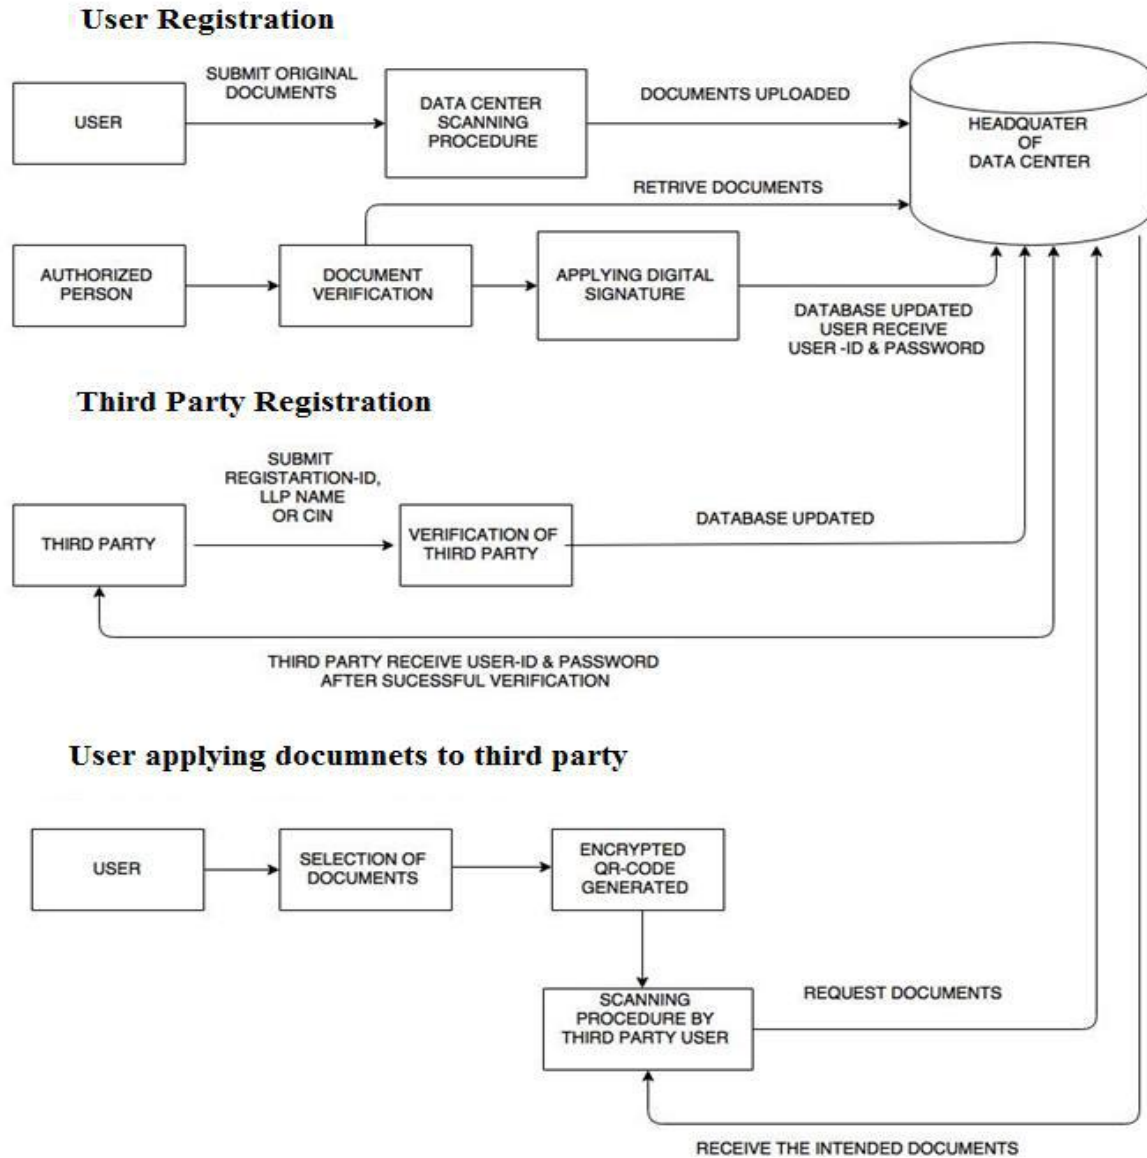 User Registration
SUBMIT ORIGINAL
DOCUMENTS
USER
DATA CENTER
SCANNING
PROCEDURE
DOCUMENTS UPLOADED
HEADQUATER
OF
DATA CENTER
RETRIVE DOCUMENTS
AUTHORIZED
PERSON
DOCUMENT
VERIFICATION
APPLYING DIGITAL
SIGNATURE
DATABASE UPDATED
USER RECEIVE
USER -ID & PASSWORD
Third Party Registration
SUBMIT
REGISTARTION-ID,
LLP NAME
OR CIN
THIRD PARTY
VERIFICATION OF
THIRD PARTY
DATABASE UPDATED
THIRD PARTY RECEIVE USER-ID & PASSWORD
AFTER SUCESSFUL VERIFICATION
User applying documnets to third party
USER
SELECTION OF
DOCUMENTS
ENCRYPTED
QR-CODE
GENERATED
SCANNING
PROCEDURE BY
THIRD PARTY USER
REQUEST DOCUMENTS
RECEIVE THE INTENDED DOCUMENTS